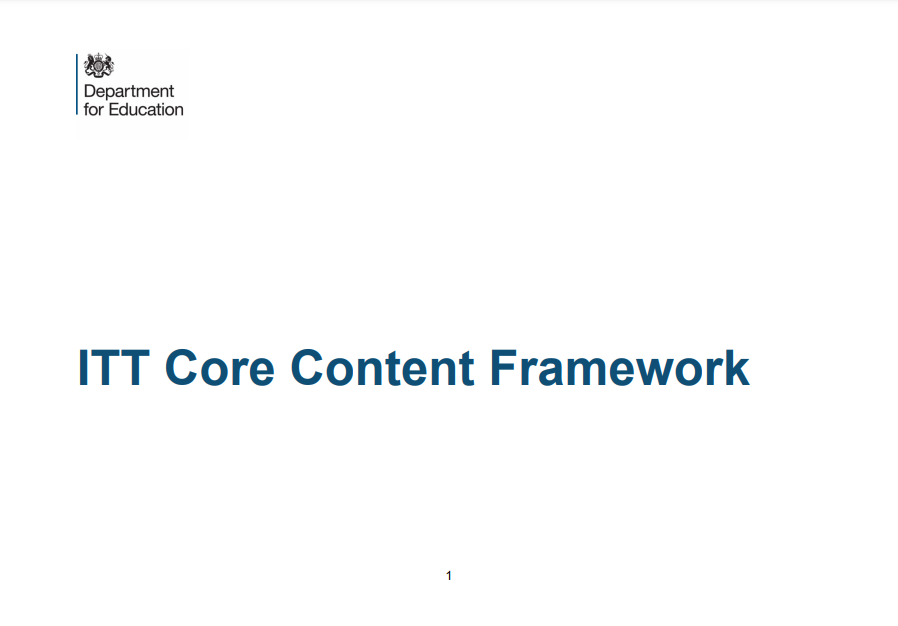 Department
for Education
ITT Core Content Framework
1